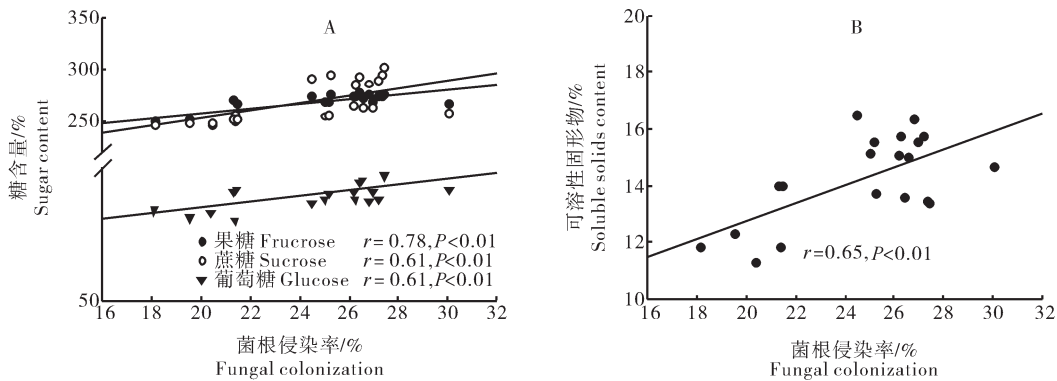 A
350
300
250
50
糖含量/%
Sugar content
果糖 Frucrose r=0.78,P<0.01
蔗糖 Sucrose r=0.61,P<0.01
葡萄糖 Glucose r=0.61,P<0.01
16 18 20 22 24 26 28 30 32
菌根侵染率/%
Fungal colonization
B
20
18
16
14
12
10
可溶性固形物/%
Soluble solids content
r=0.65,P<0.01
16 18 20 22 24 26 28 30 32
菌根侵染率/%
Fungal colonization